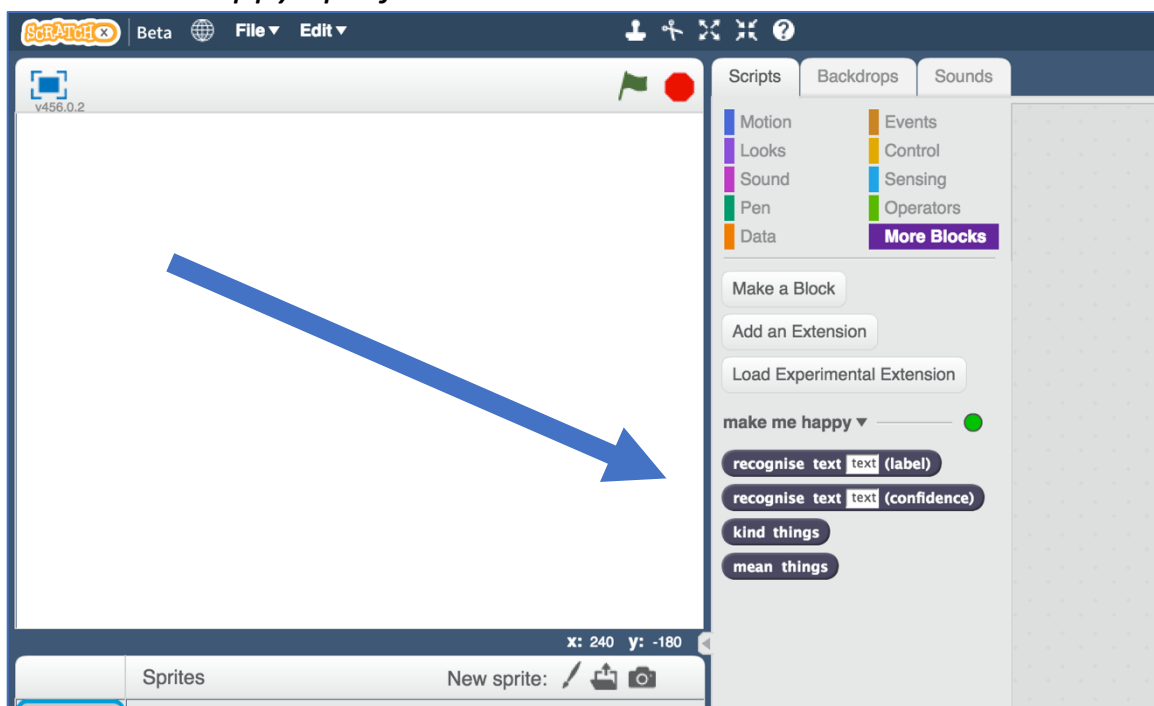 SCRATCHX Beta File Edit
v456.0.2
Scripts Backdrops Sounds
Motion Events
Looks Control
Sound Sensing
Pen Operators
Data More Blocks
Make a Block
Add an Extension
Load Experimental Extension
make me happy
recognise text text (label)
recognise text text (confidence)
kind things
mean things
x: 240 y: -180
Sprites New sprite: